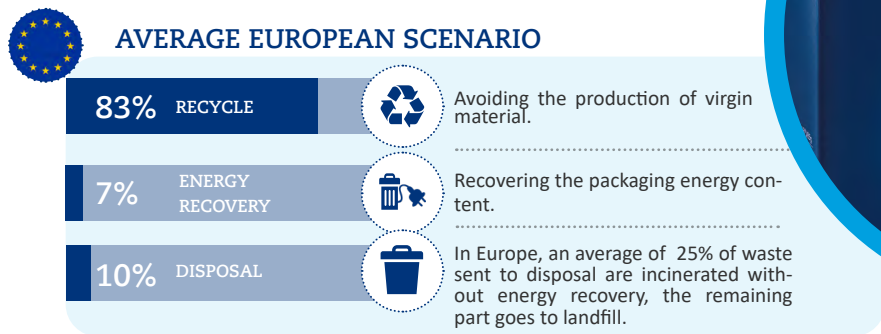 AVERAGE EUROPEAN SCENARIO
83% RECYCLE
Avoiding the production of virgin
material.
7% ENERGY
RECOVERY
Recovering the packaging energy con-
tent.
10% DISPOSAL
In Europe, an average of 25% of waste
sent to disposal are incinerated with-
out energy recovery, the remaining
part goes to landfill.